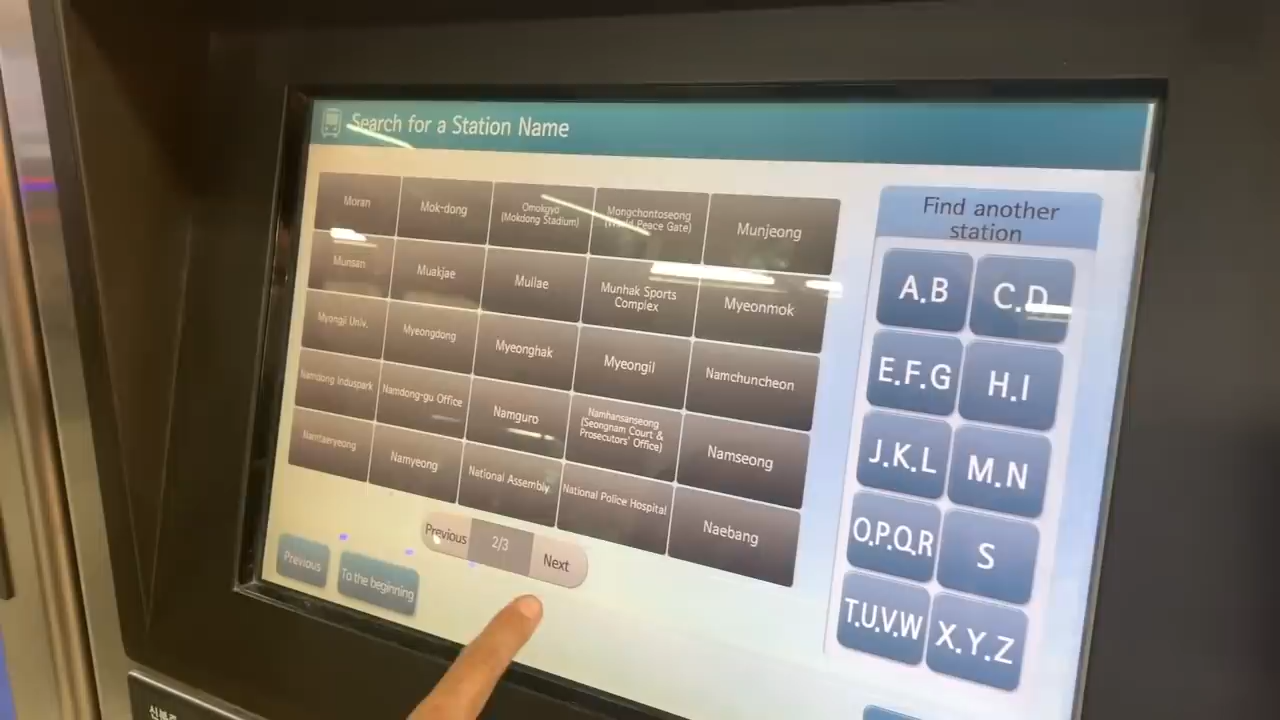 Search for a Station Name
Moran
Mok-dong
Omokgyo
(Mokdong Stadium)
Mongchontoseong
(World Peace Gate)
Munjeong
Munsan
Muakjae
Mullae
Munhak Sports
Complex
Myeonmok
Myongji Univ.
Myeongdong
Myeonghak
Myeongil
Namchuncheon
Namdong Induspark
Namdong-gu Office
Namguro
Namhansanseong
(Seongnam Court &
Prosecutors' Office)
Namseong
Namtaeryeong
Namyeong
National Assembly
National Police Hospital
Naebang
Previous
2/3
Next
Previous
To the beginning
Find another
station
A.B
C.D
E.F.G
H.I
J.K.L
M.N
O.P.Q.R
S
T.U.V.W
X.Y.Z